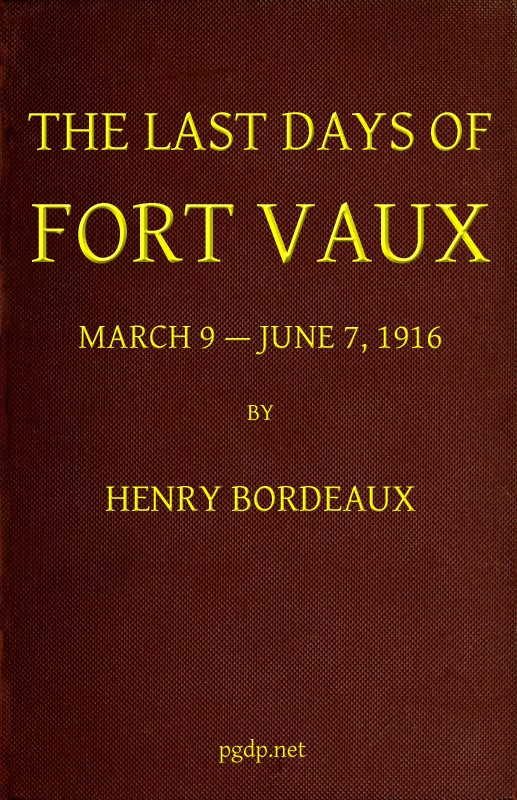 THE LAST DAYS OF
FORT VAUX
MARCH 9 — JUNE 7, 1916
BY
HENRY BORDEAUX
pgdp.net